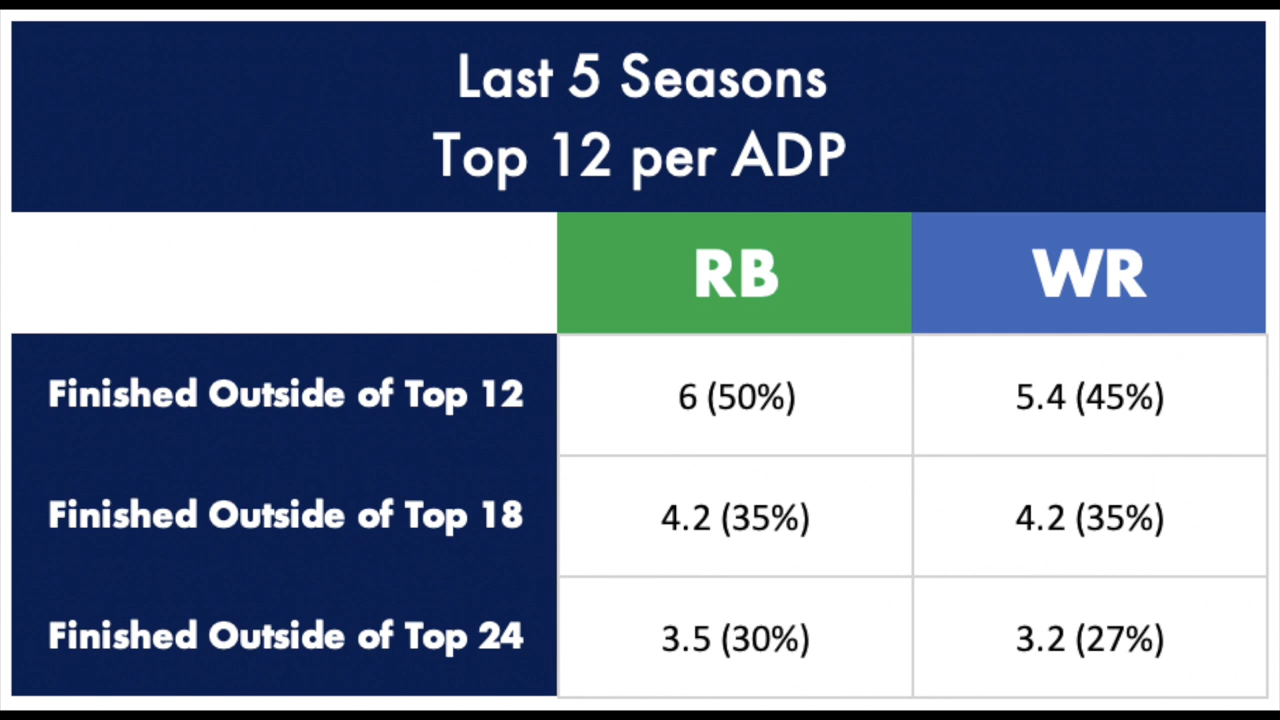 Last 5 Seasons
Top 12 per ADP
RB WR
Finished Outside of Top 12 6 (50%) 5.4 (45%)
Finished Outside of Top 18 4.2 (35%) 4.2 (35%)
Finished Outside of Top 24 3.5 (30%) 3.2 (27%)